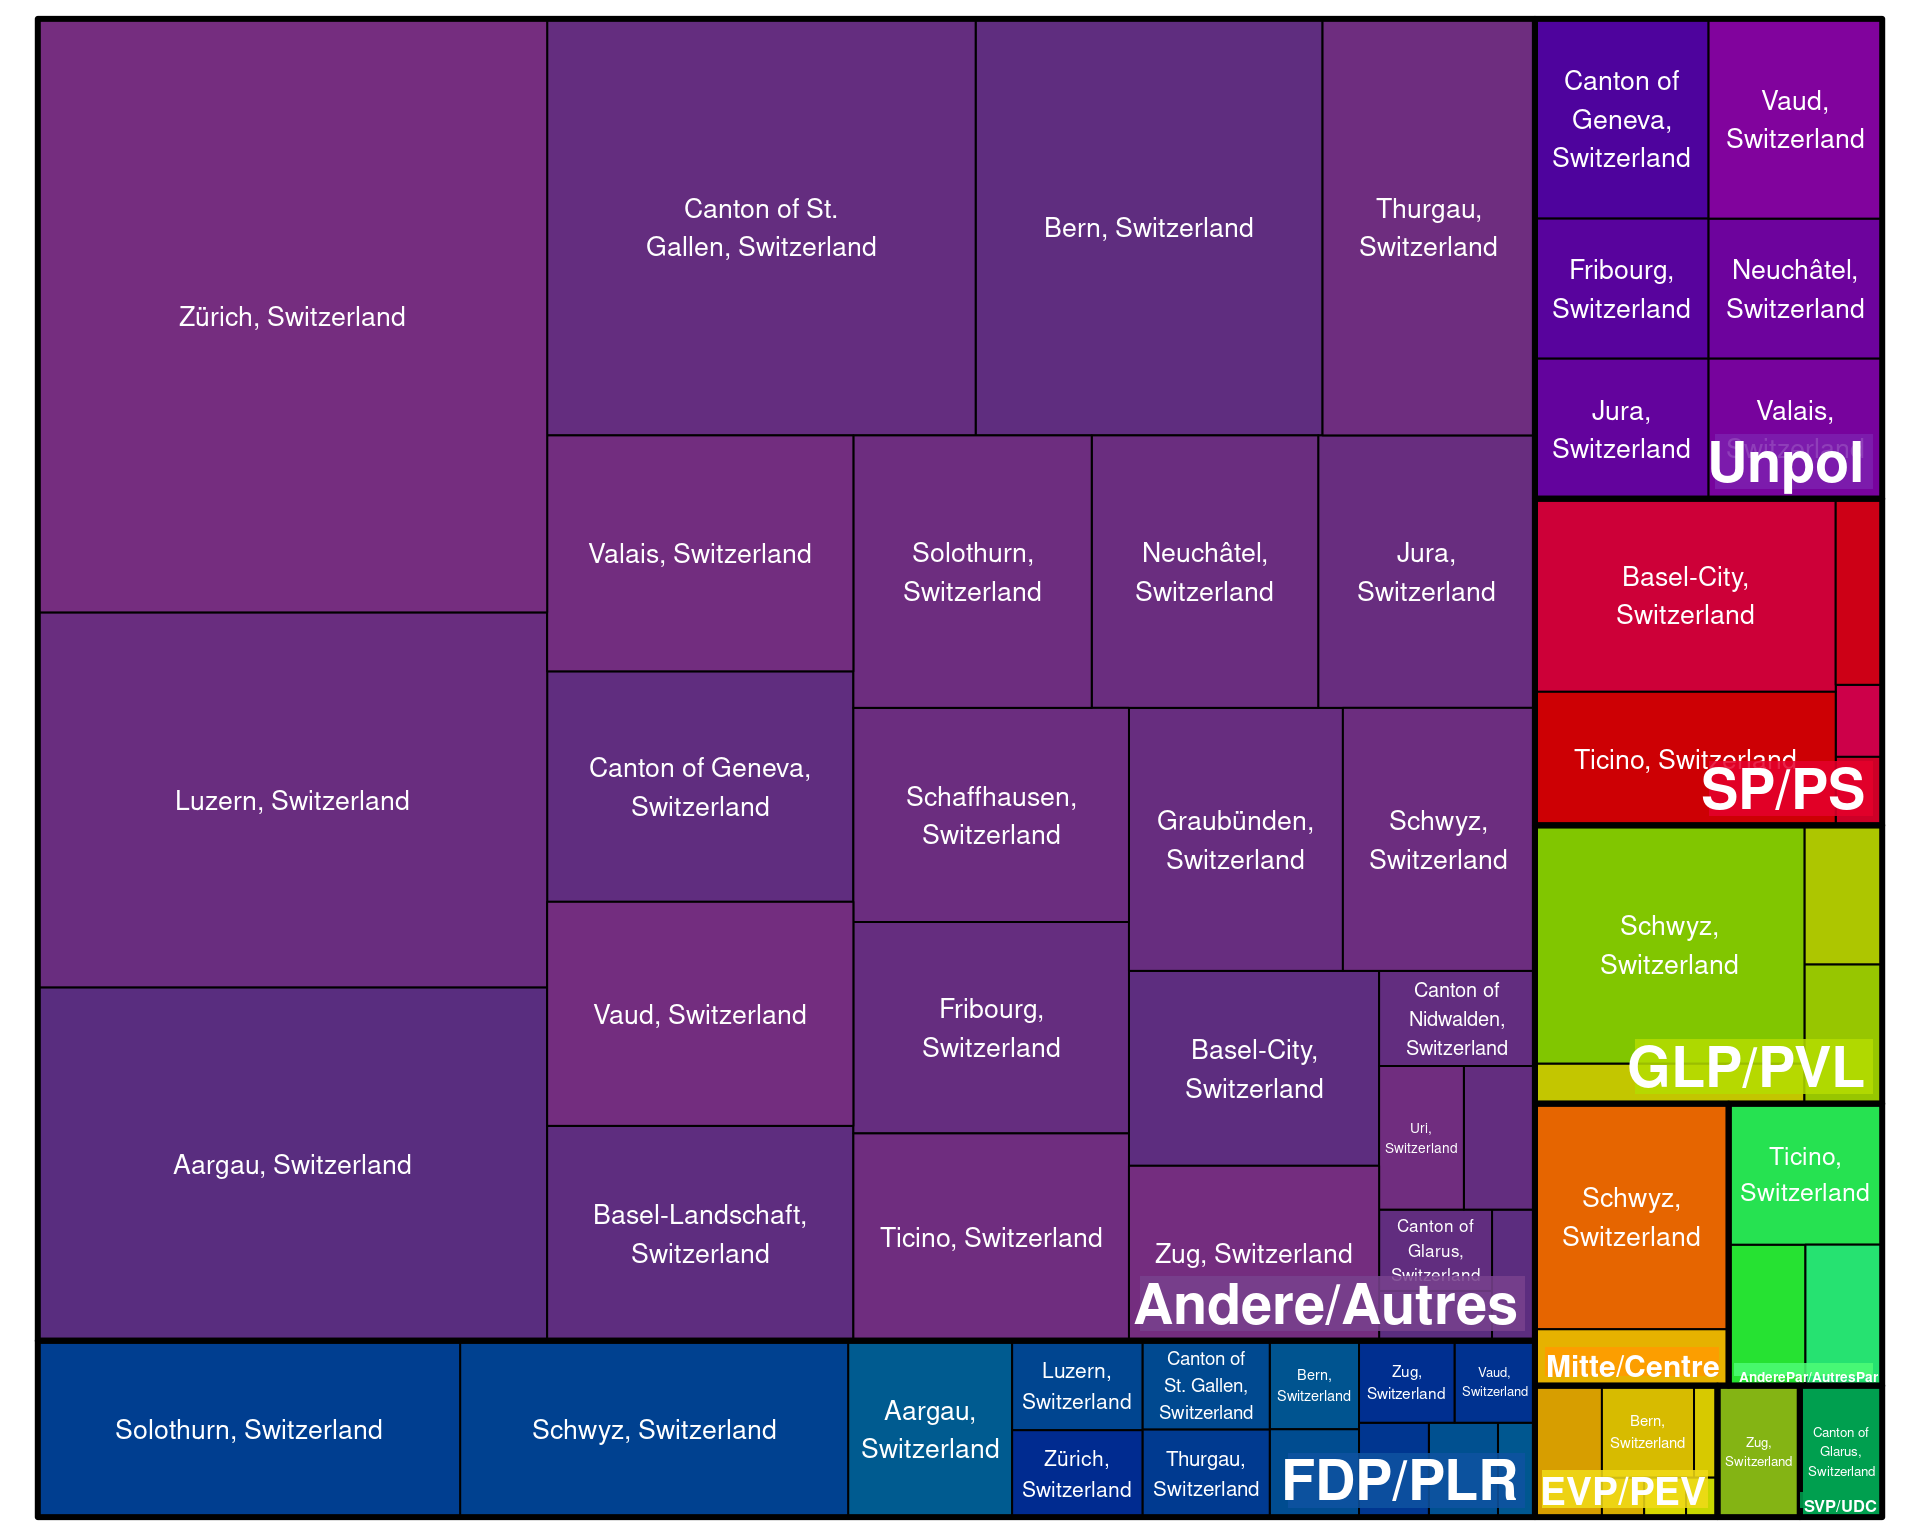 Zürich, Switzerland
Luzern, Switzerland
Aargau, Switzerland
Canton of St.
Gallen, Switzerland
Bern, Switzerland
Thurgau,
Switzerland
Valais, Switzerland
Canton of Geneva,
Switzerland
Vaud, Switzerland
Basel-Landschaft,
Switzerland
Solothurn,
Switzerland
Neuchâtel,
Switzerland
Jura,
Switzerland
Schaffhausen,
Switzerland
Fribourg,
Switzerland
Ticino, Switzerland
Graubünden,
Switzerland
Schwyz,
Switzerland
Basel-City,
Switzerland
Zug, Switzerland
Canton of
Nidwalden,
Switzerland
Uri,
Switzerland
Canton of
Glarus,
Switzerland
Andere/Autres
Solothurn, Switzerland
Schwyz, Switzerland
Aargau,
Switzerland
Luzern,
Switzerland
Zürich,
Switzerland
Canton of
St. Gallen,
Switzerland
Thurgau,
Switzerland
Bern,
Switzerland
Zug,
Switzerland
Vaud,
Switzerland
FDP/PLR
Canton of
Geneva,
Switzerland
Vaud,
Switzerland
Fribourg,
Switzerland
Neuchâtel,
Switzerland
Jura,
Switzerland
Valais,
Switzerland
Unpol
Basel-City,
Switzerland
Ticino, Switzerland
SP/PS
Schwyz,
Switzerland
GLP/PVL
Schwyz,
Switzerland
Mitte/Centre
Ticino,
Switzerland
AnderePar/AutresPar
Bern,
Switzerland
EVP/PEV
Zug,
Switzerland
Canton of
Glarus,
Switzerland
SVP/UDC